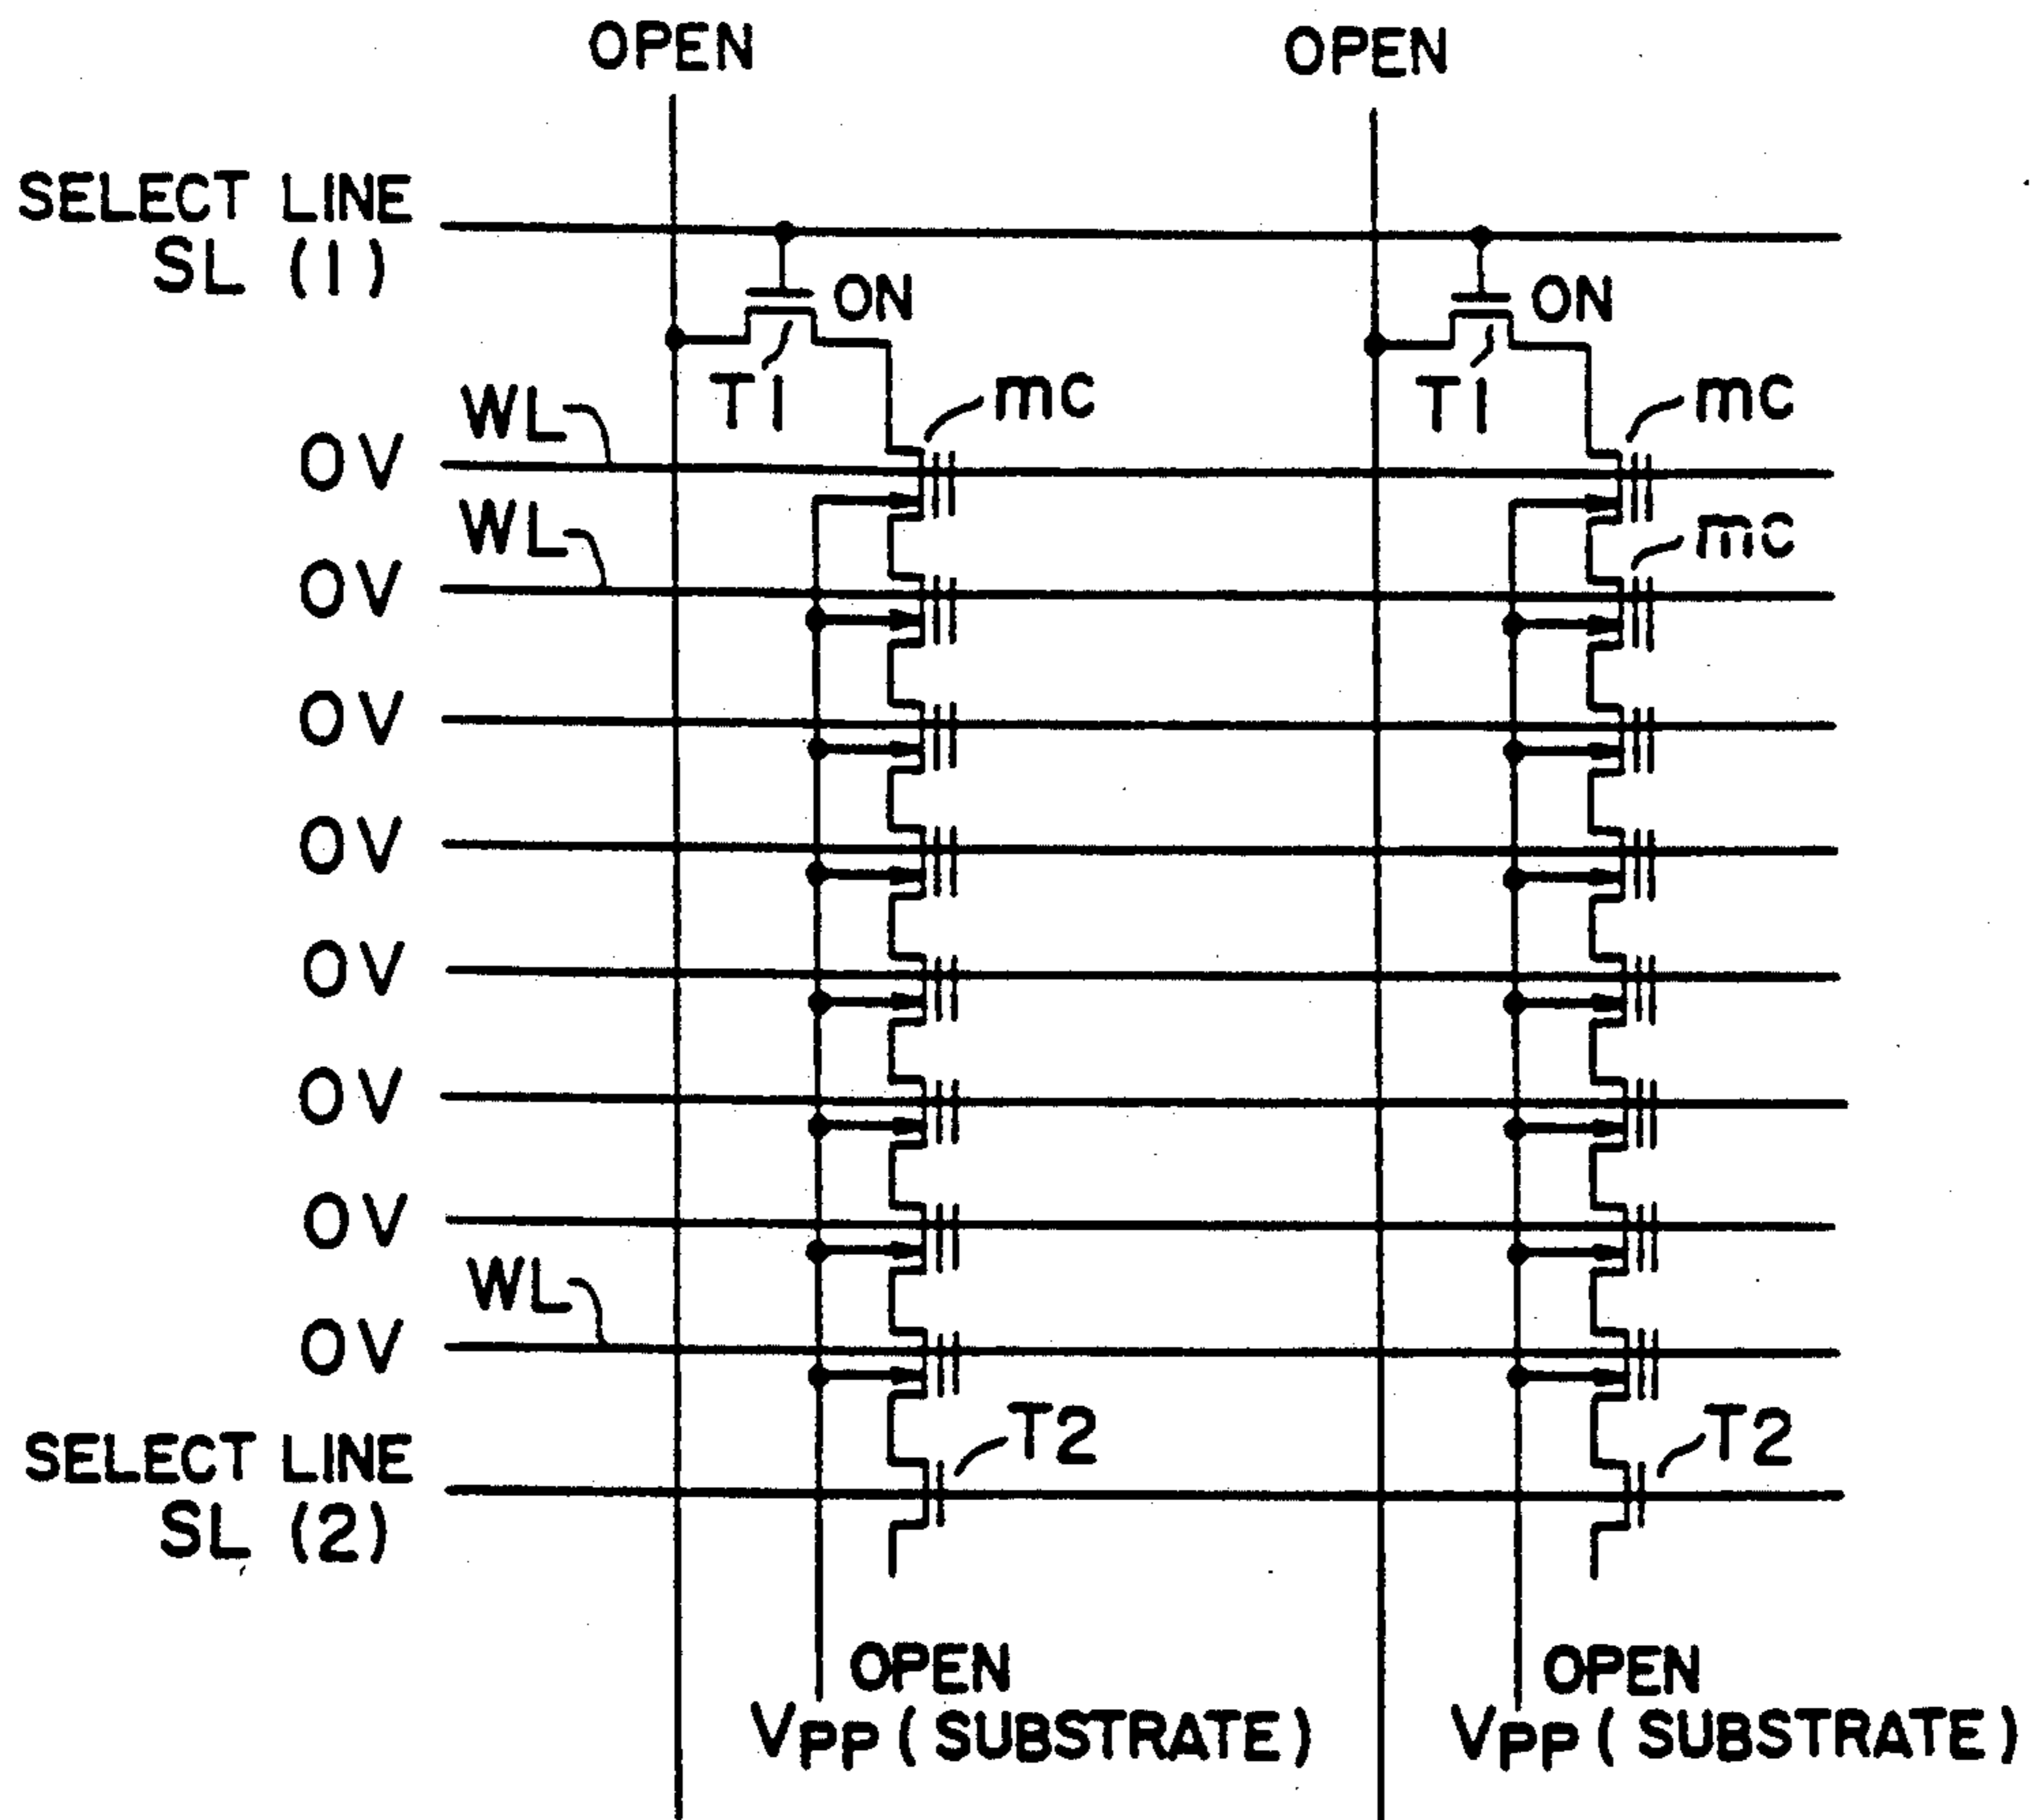 OPEN OPEN
SELECT LINE
SL (1)
ON ON
T1 T1
mc mc
WL
0V
WL
mc
0V
0V
0V
0V
0V
0V
WL
0V
T2 T2
SELECT LINE
SL (2)
OPEN OPEN
VPP (SUBSTRATE) VPP (SUBSTRATE)